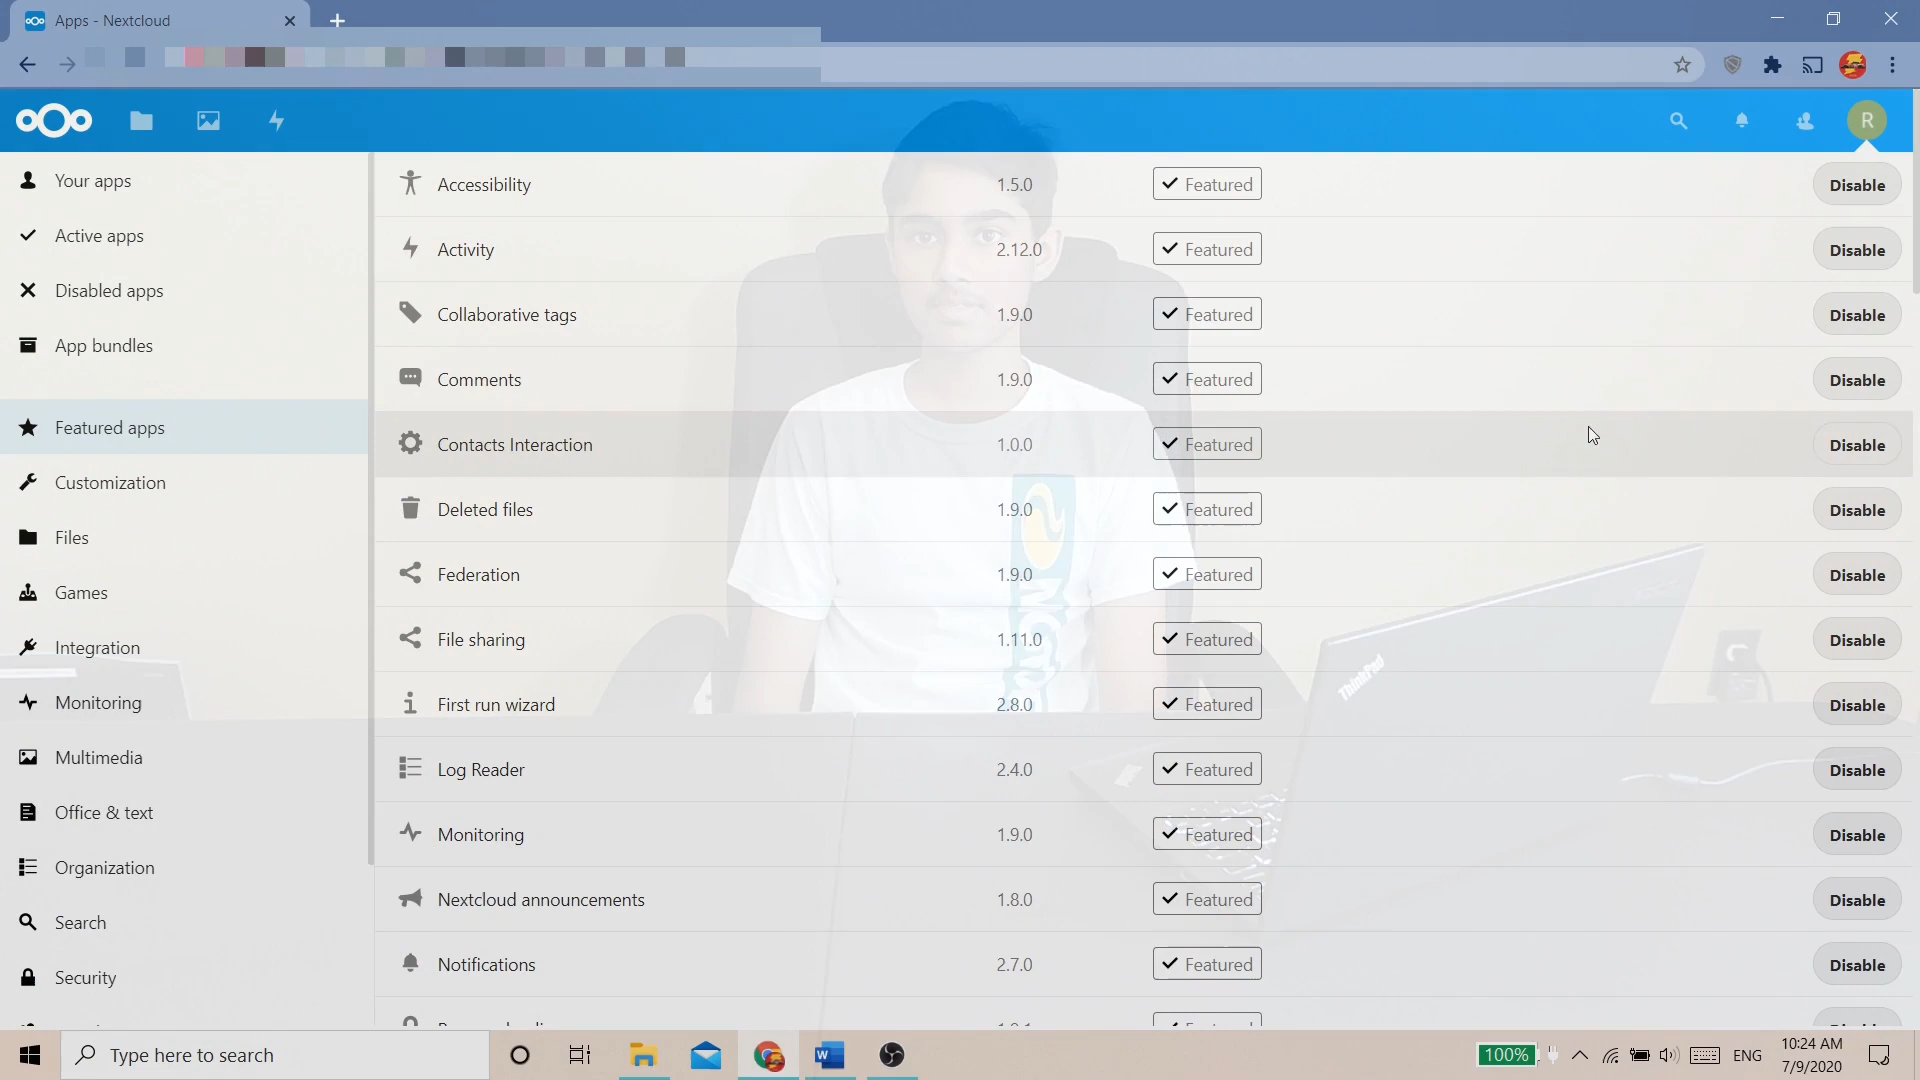 Apps - Nextcloud
R
Your apps
Active apps
Disabled apps
App bundles
Featured apps
Customization
Files
Games
Integration
Monitoring
Multimedia
Office & text
Organization
Search
Security
Accessibility 1.5.0 Featured Disable
Activity 2.12.0 Featured Disable
Collaborative tags 1.9.0 Featured Disable
Comments 1.9.0 Featured Disable
Contacts Interaction 1.0.0 Featured Disable
Deleted files 1.9.0 Featured Disable
Federation 1.9.0 Featured Disable
File sharing 1.11.0 Featured Disable
First run wizard 2.8.0 Featured Disable
Log Reader 2.4.0 Featured Disable
Monitoring 1.9.0 Featured Disable
Nextcloud announcements 1.8.0 Featured Disable
Notifications 2.7.0 Featured Disable
ThinkPad
Type here to search
100%
ENG
10:24 AM
7/9/2020